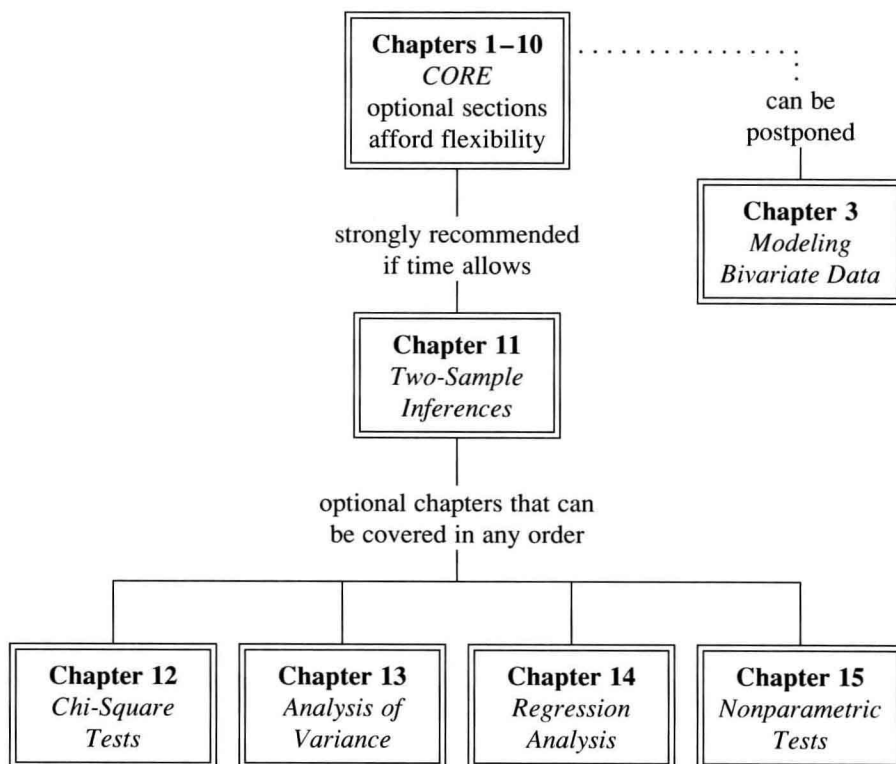 Chapters 1–10
CORE
optional sections
afford flexibility
can be
postponed
Chapter 3
Modeling
Bivariate Data
strongly recommended
if time allows
Chapter 11
Two-Sample
Inferences
optional chapters that can
be covered in any order
Chapter 12
Chi-Square
Tests
Chapter 13
Analysis of
Variance
Chapter 14
Regression
Analysis
Chapter 15
Nonparametric
Tests